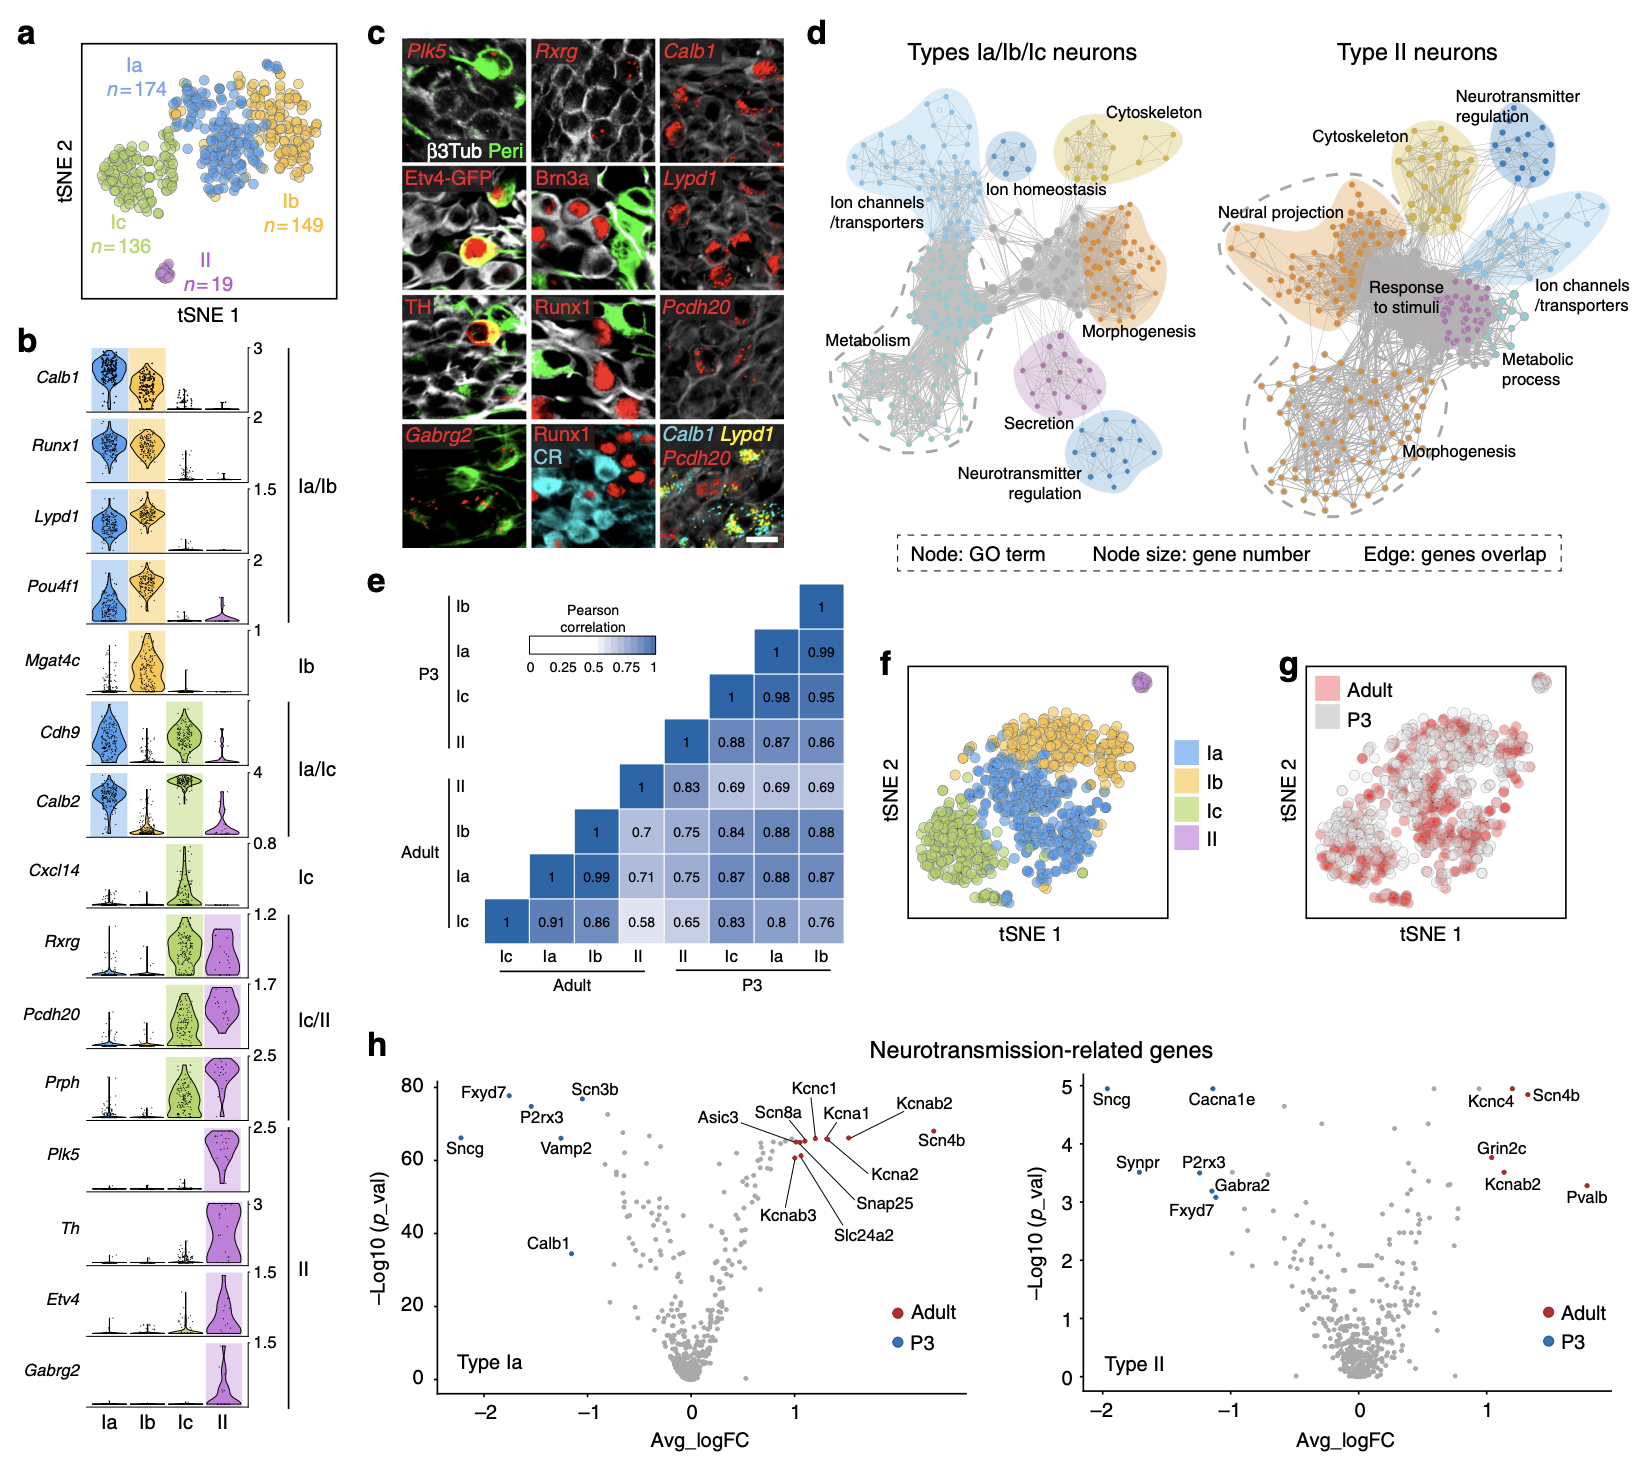 a
Ia
n=174
Ib
n=149
Ic
n=136
II
n=19
tSNE 2
tSNE 1
b
Calb1
3
Runx1
2
Ia/Ib
Lypd1
1.5
Pou4f1
2
Mgat4c
1
Ib
Cdh9
Ia/Ic
Calb2
4
Cxcl14
0.8
Ic
Rxrg
1.2
Pcdh20
1.7
Ic/II
Prph
2.5
Plk5
2.5
Th
3
Etv4
1.5
II
Gabrg2
1.5
Ia Ib Ic II
c
Plk5
β3Tub Peri
Rxrg
Calb1
Etv4-GFP
Brn3a
Lypd1
TH
Runx1
Pcdh20
Gabrg2
Runx1
CR
Calb1 Lypd1
Pcdh20
d
Types Ia/Ib/Ic neurons
Cytoskeleton
Ion homeostasis
Ion channels
/transporters
Metabolism
Morphogenesis
Secretion
Neurotransmitter
regulation
Type II neurons
Neurotransmitter
regulation
Cytoskeleton
Neural projection
Response
to stimuli
Ion channels
/transporters
Metabolic
process
Morphogenesis
Node: GO term Node size: gene number Edge: genes overlap
e
Pearson
correlation
0 0.25 0.5 0.75 1
P3
Adult
Ib 1
Ia 1 0.99
Ic 1 0.98 0.95
II 1 0.88 0.87 0.86
II 1 0.83 0.69 0.69 0.69
Ib 1 0.7 0.75 0.84 0.88 0.88
Ia 1 0.99 0.71 0.75 0.87 0.88 0.87
Ic 1 0.91 0.86 0.58 0.65 0.83 0.8 0.76
Ic Ia Ib II II Ic Ia Ib
Adult P3
f
tSNE 2
tSNE 1
Ia
Ib
Ic
II
g
Adult
P3
tSNE 2
tSNE 1
h
Neurotransmission-related genes
−Log10 (p_val)
80
60
40
20
0
Fxyd7
Scn3b
P2rx3
Sncg
Vamp2
Calb1
Kcnc1
Asic3
Scn8a
Kcna1
Kcnab2
Scn4b
Kcna2
Snap25
Kcnab3
Slc24a2
Adult
P3
Type Ia
−2 −1 0 1
Avg_logFC
−Log10 (p_val)
5
4
3
2
1
0
Sncg
Cacna1e
Kcnc4
Scn4b
Synpr
P2rx3
Gabra2
Fxyd7
Grin2c
Kcnab2
Pvalb
Adult
P3
Type II
−2 −1 0 1
Avg_logFC